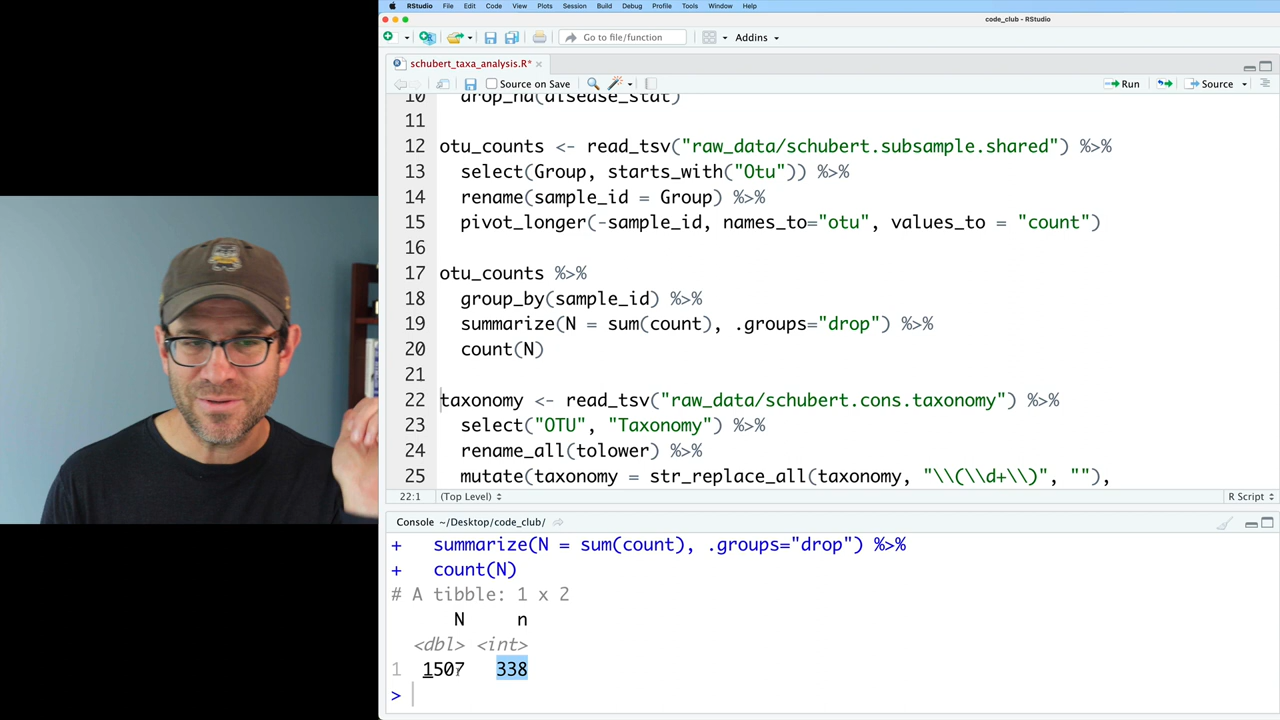 RStudio File Edit Code View Plots Session Build Debug Profile Tools Window Help
code_club - RStudio
Go to file/function Addins
schubert_taxa_analysis.R*
Source on Save Run Source
10 drop_na(disease_stat)
11
12 otu_counts <- read_tsv("raw_data/schubert.subsample.shared") %>%
13 select(Group, starts_with("Otu")) %>%
14 rename(sample_id = Group) %>%
15 pivot_longer(-sample_id, names_to="otu", values_to = "count")
16
17 otu_counts %>%
18 group_by(sample_id) %>%
19 summarize(N = sum(count), .groups="drop") %>%
20 count(N)
21
22 taxonomy <- read_tsv("raw_data/schubert.cons.taxonomy") %>%
23 select("OTU", "Taxonomy") %>%
24 rename_all(tolower) %>%
25 mutate(taxonomy = str_replace_all(taxonomy, "\\(\\d+\\)", ""),
22:1 (Top Level) R Script
Console ~/Desktop/code_club/
+ summarize(N = sum(count), .groups="drop") %>%
+ count(N)
# A tibble: 1 x 2
N n
<dbl> <int>
1 1507 338
>